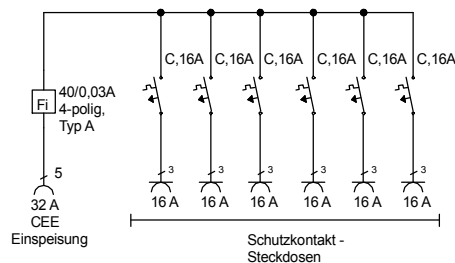 C,16A C,16A C,16A C,16A C,16A C,16A
Fi
40/0,03A
4-polig,
Typ A
5
3 3 3 3 3 3
32 A
CEE
Einspeisung
16 A 16 A 16 A 16 A 16 A 16 A
Schutzkontakt -
Steckdosen